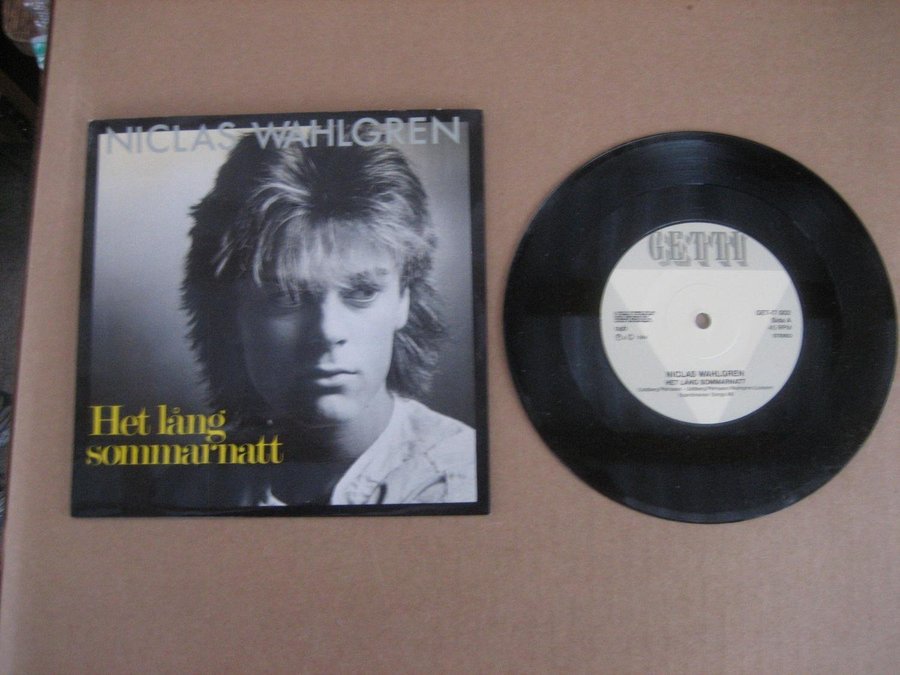 NICLAS WAHLGREN
Het lång
sommarnatt
GETTI
Side A
45 RPM
STEREO
NICLAS WAHLGREN
HET LÅNG SOMMARNATT